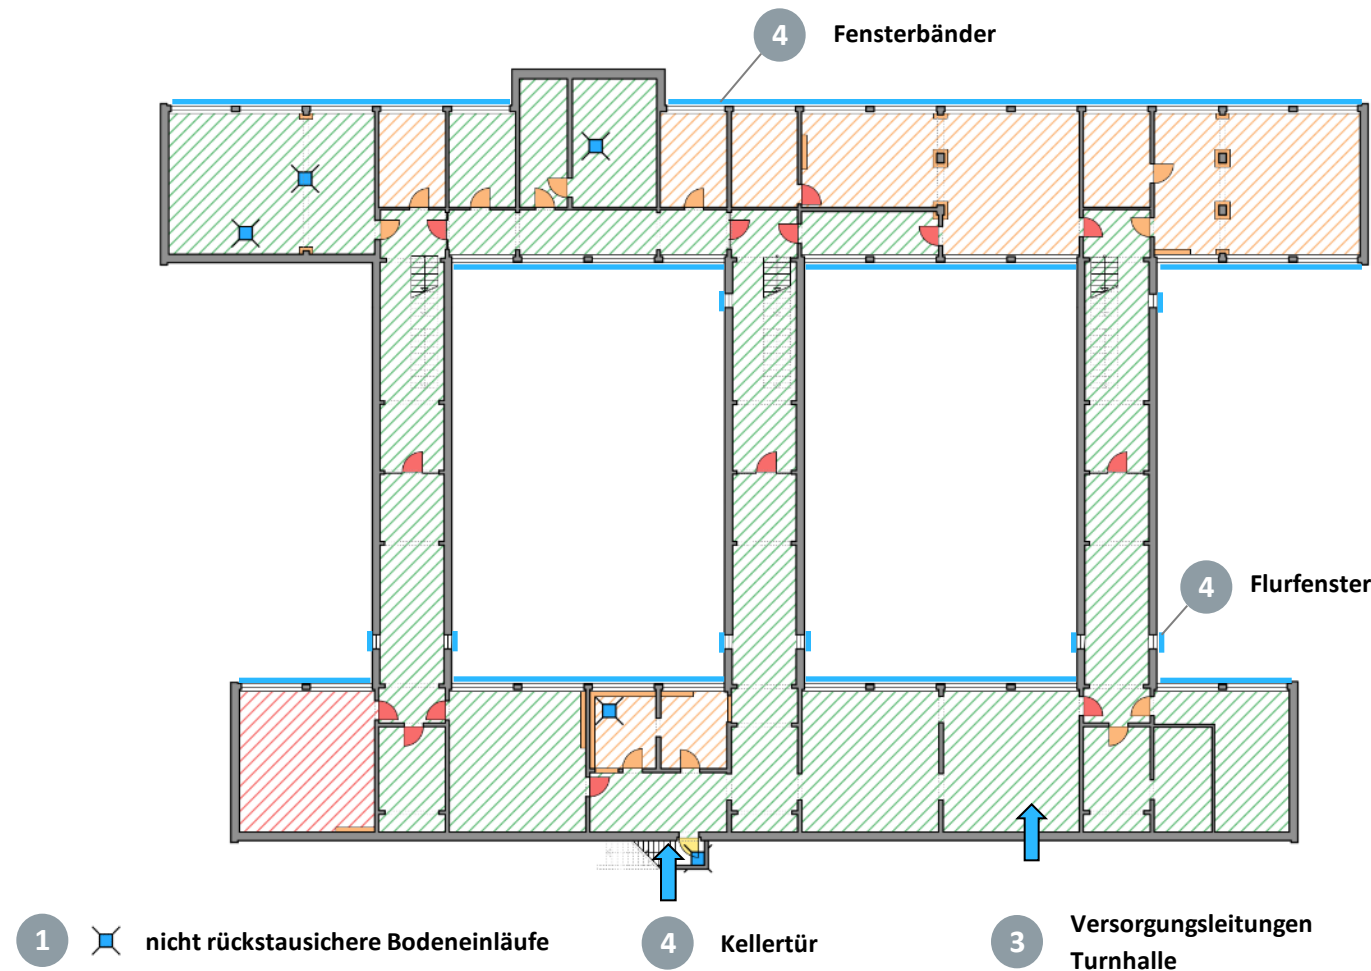 4 Fensterbänder
4 Flurfenster
1 nicht rückstausichere Bodeneinläufe
4 Kellertür
3 Versorgungsleitungen
Turnhalle